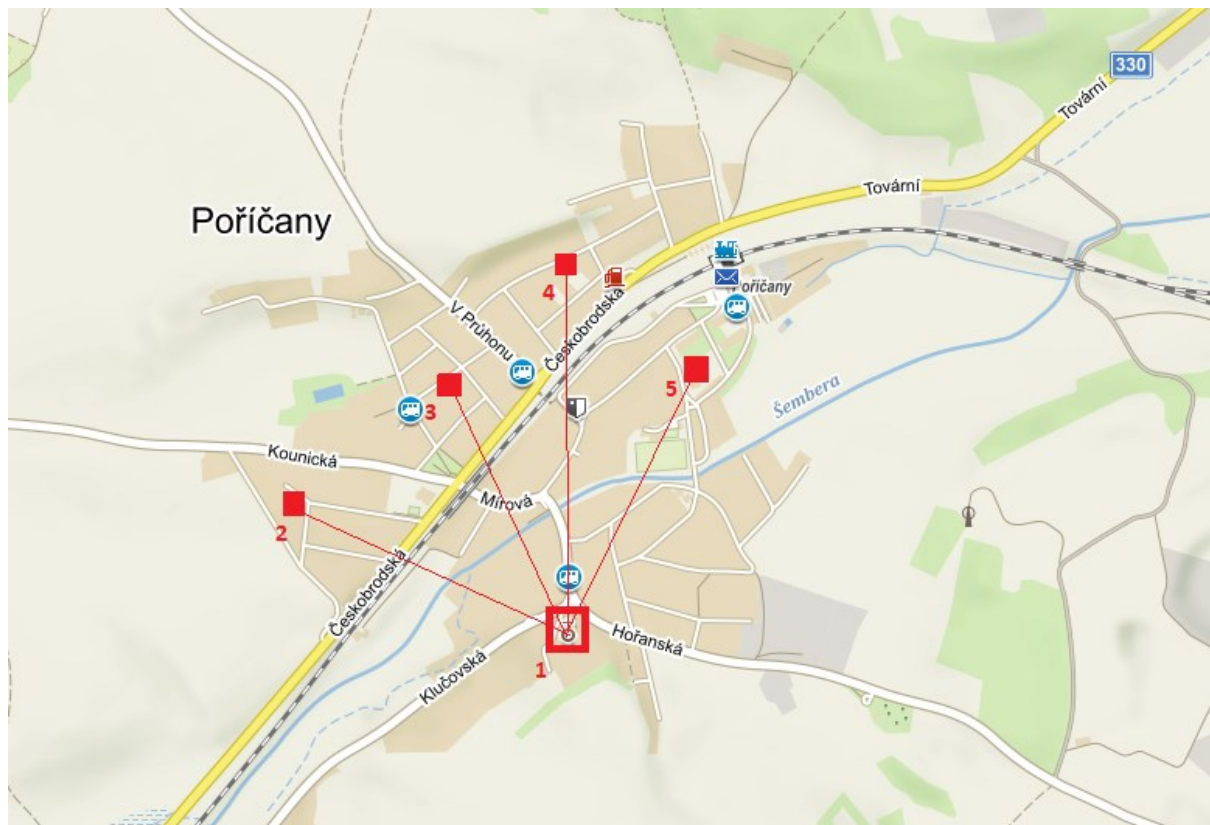 330
Tovární
Tovární
Poříčany
4
Poříčany
V Průhonu
Českobrodská
3
5
Šembera
Kounická
Mírová
2
Českobrodská
Hořanská
1
Klučovská